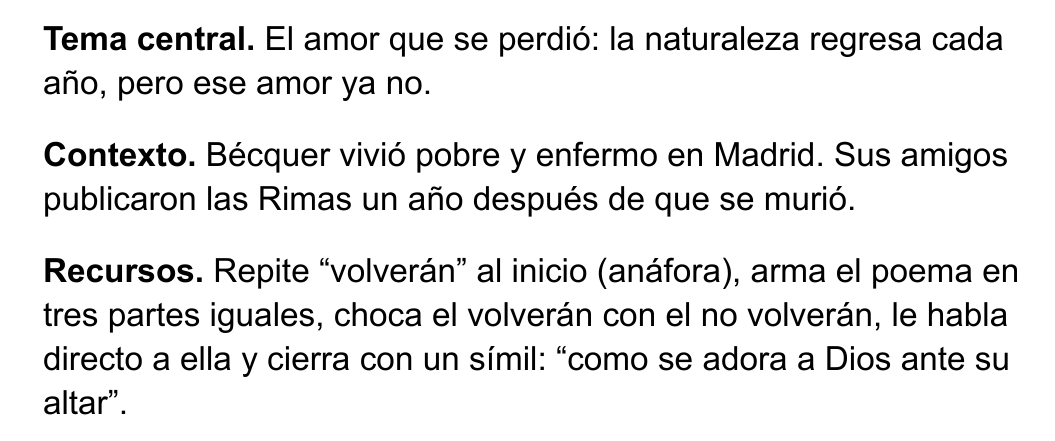 Tema central. El amor que se perdió: la naturaleza regresa cada
año, pero ese amor ya no.
Contexto. Bécquer vivió pobre y enfermo en Madrid. Sus amigos
publicaron las Rimas un año después de que se murió.
Recursos. Repite “volverán” al inicio (anáfora), arma el poema en
tres partes iguales, choca el volverán con el no volverán, le habla
directo a ella y cierra con un símil: “como se adora a Dios ante su
altar”.